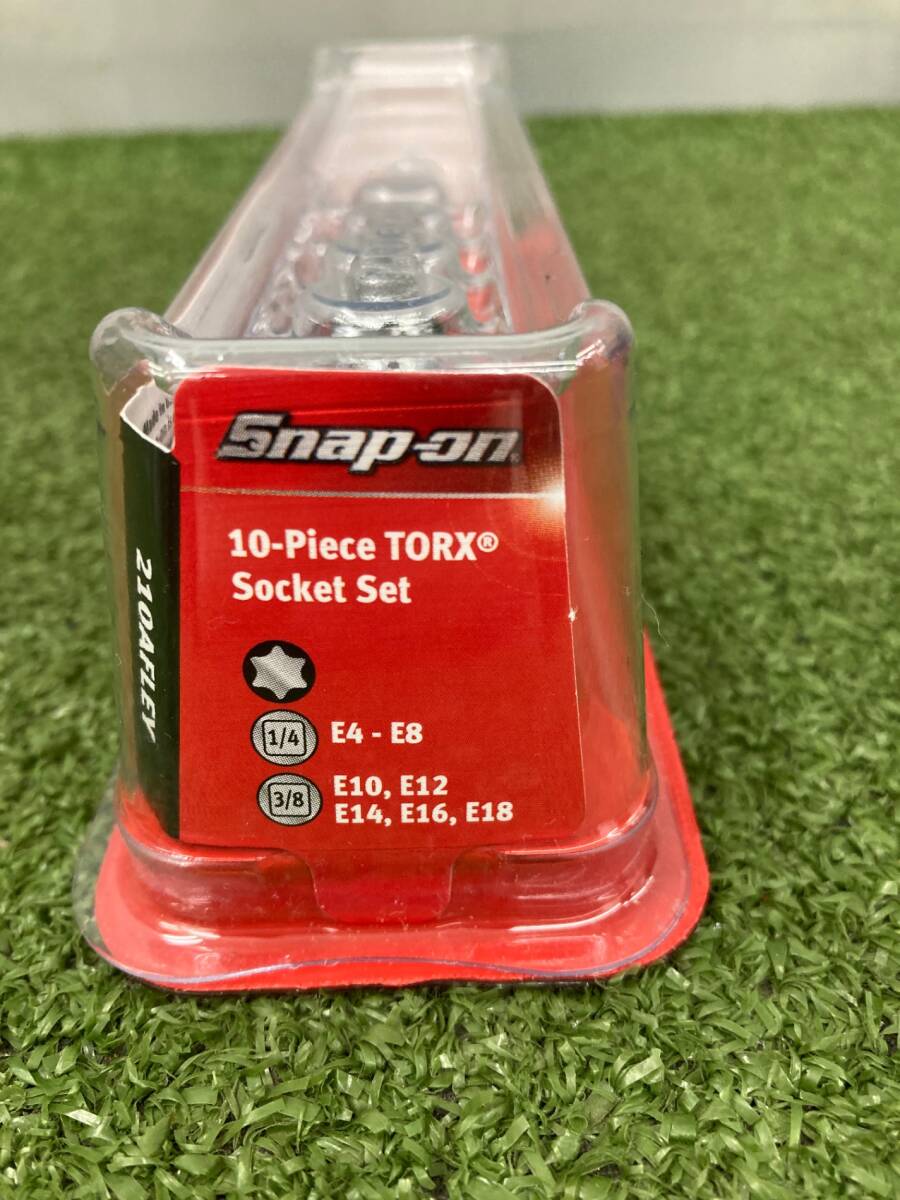 Snap-on
10-Piece TORX®
Socket Set
1/4 E4 - E8
3/8 E10, E12
E14, E16, E18
210AFLEY